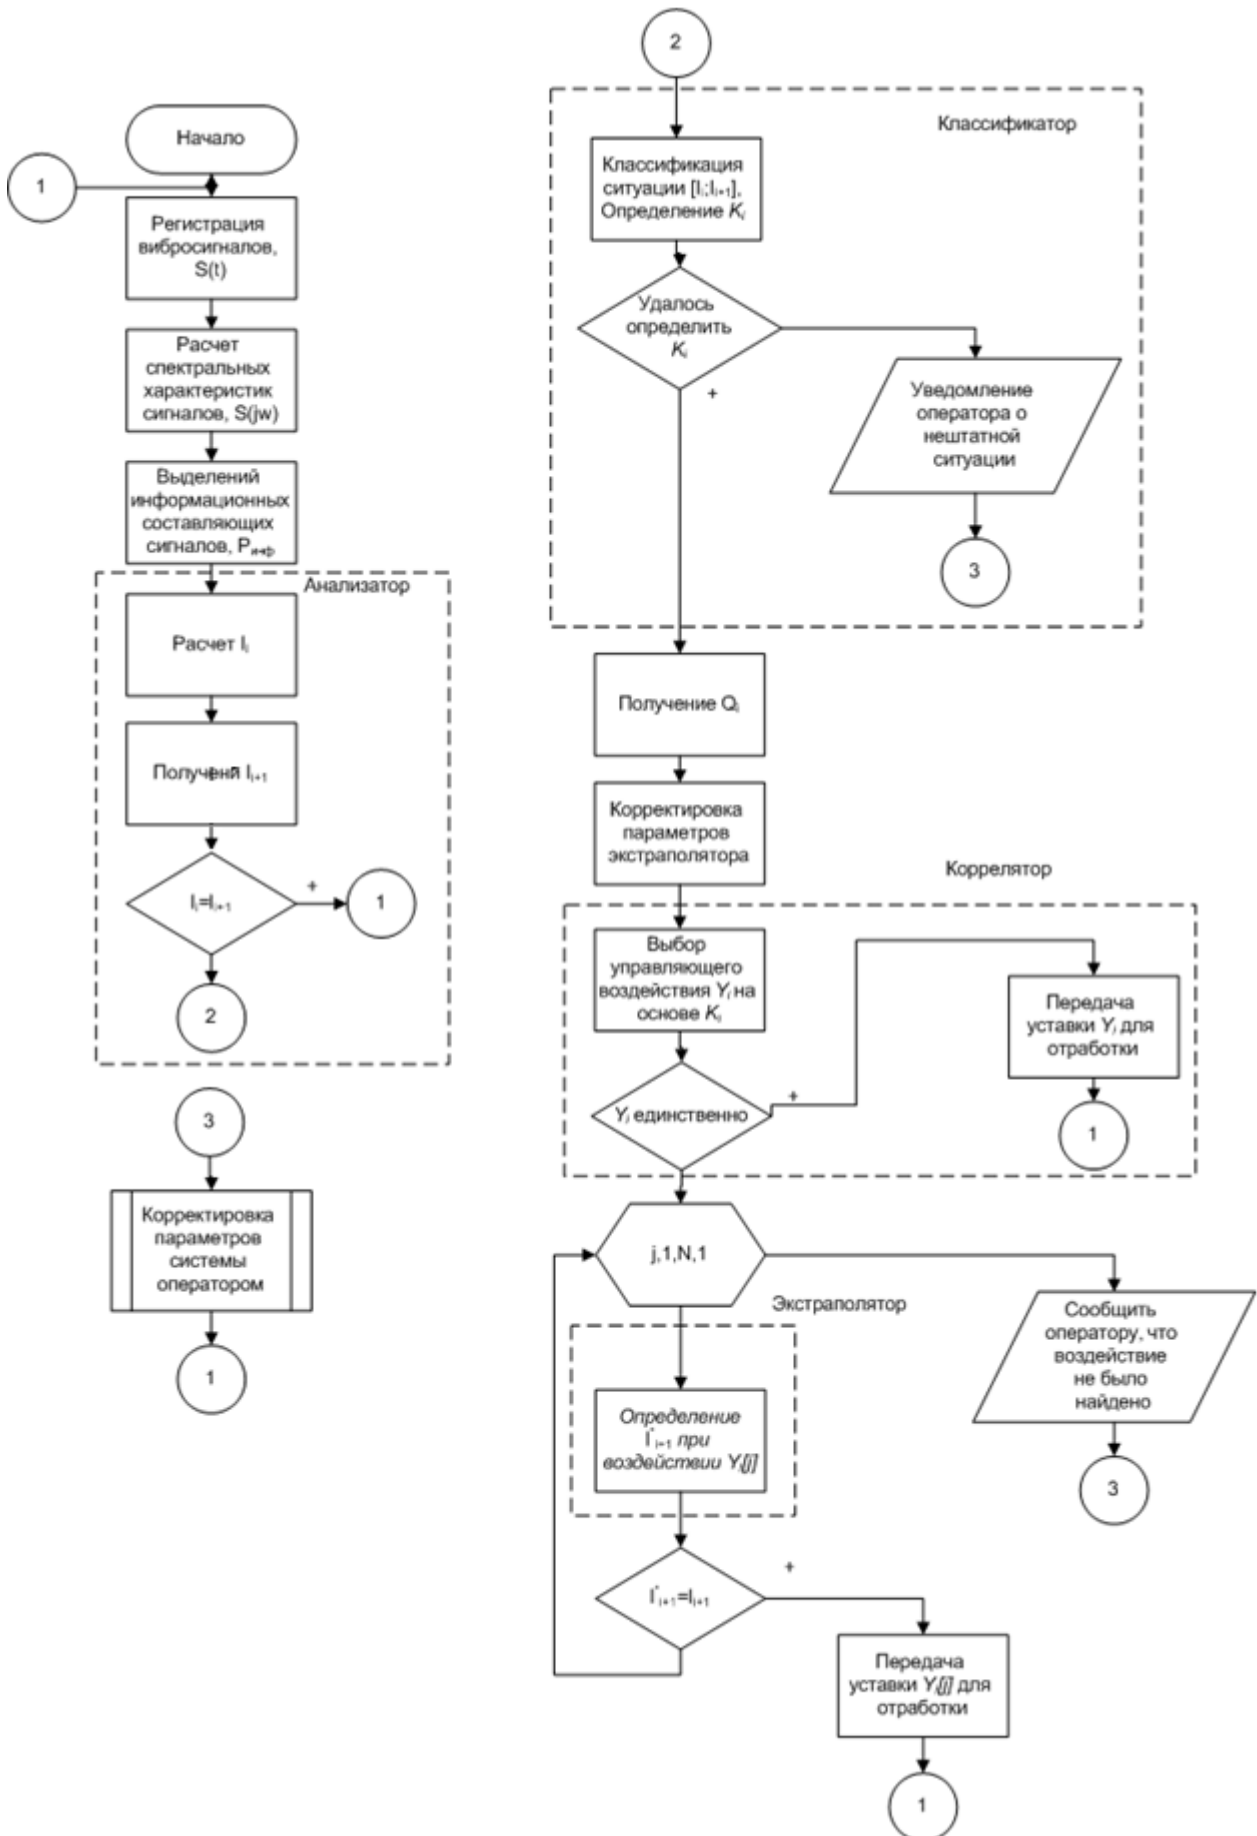 Начало
1
Регистрация
вибросигналов,
S(t)
Расчет
спектральных
характеристик
сигналов, S(jw)
Выделений
информационных
составляющих
сигналов, Pинф
Анализатор
Расчет Ii
Ii+1
Ii=Ii+1
+
1
2
3
Корректировка
параметров
системы
оператором
1
2
Классификатор
Классификация
ситуации [Ii;Ii+1],
Определение Ki
Удалось
определить
Ki
+
Уведомление
оператора о
нештатной
ситуации
3
Получение Qi
Корректировка
параметров
экстраполятора
Коррелятор
Выбор
управляющего
воздействия Yi на
основе Ki
Yi единственно
+
Передача
уставки Yi для
отработки
1
j,1,N,1
Экстраполятор
Сообщить
оператору, что
воздействие
не было
найдено
3
Определение
I*i+1 при
воздействии Yi[j]
I*i+1=Ii+1
+
Передача
уставки Yi[j] для
отработки
1